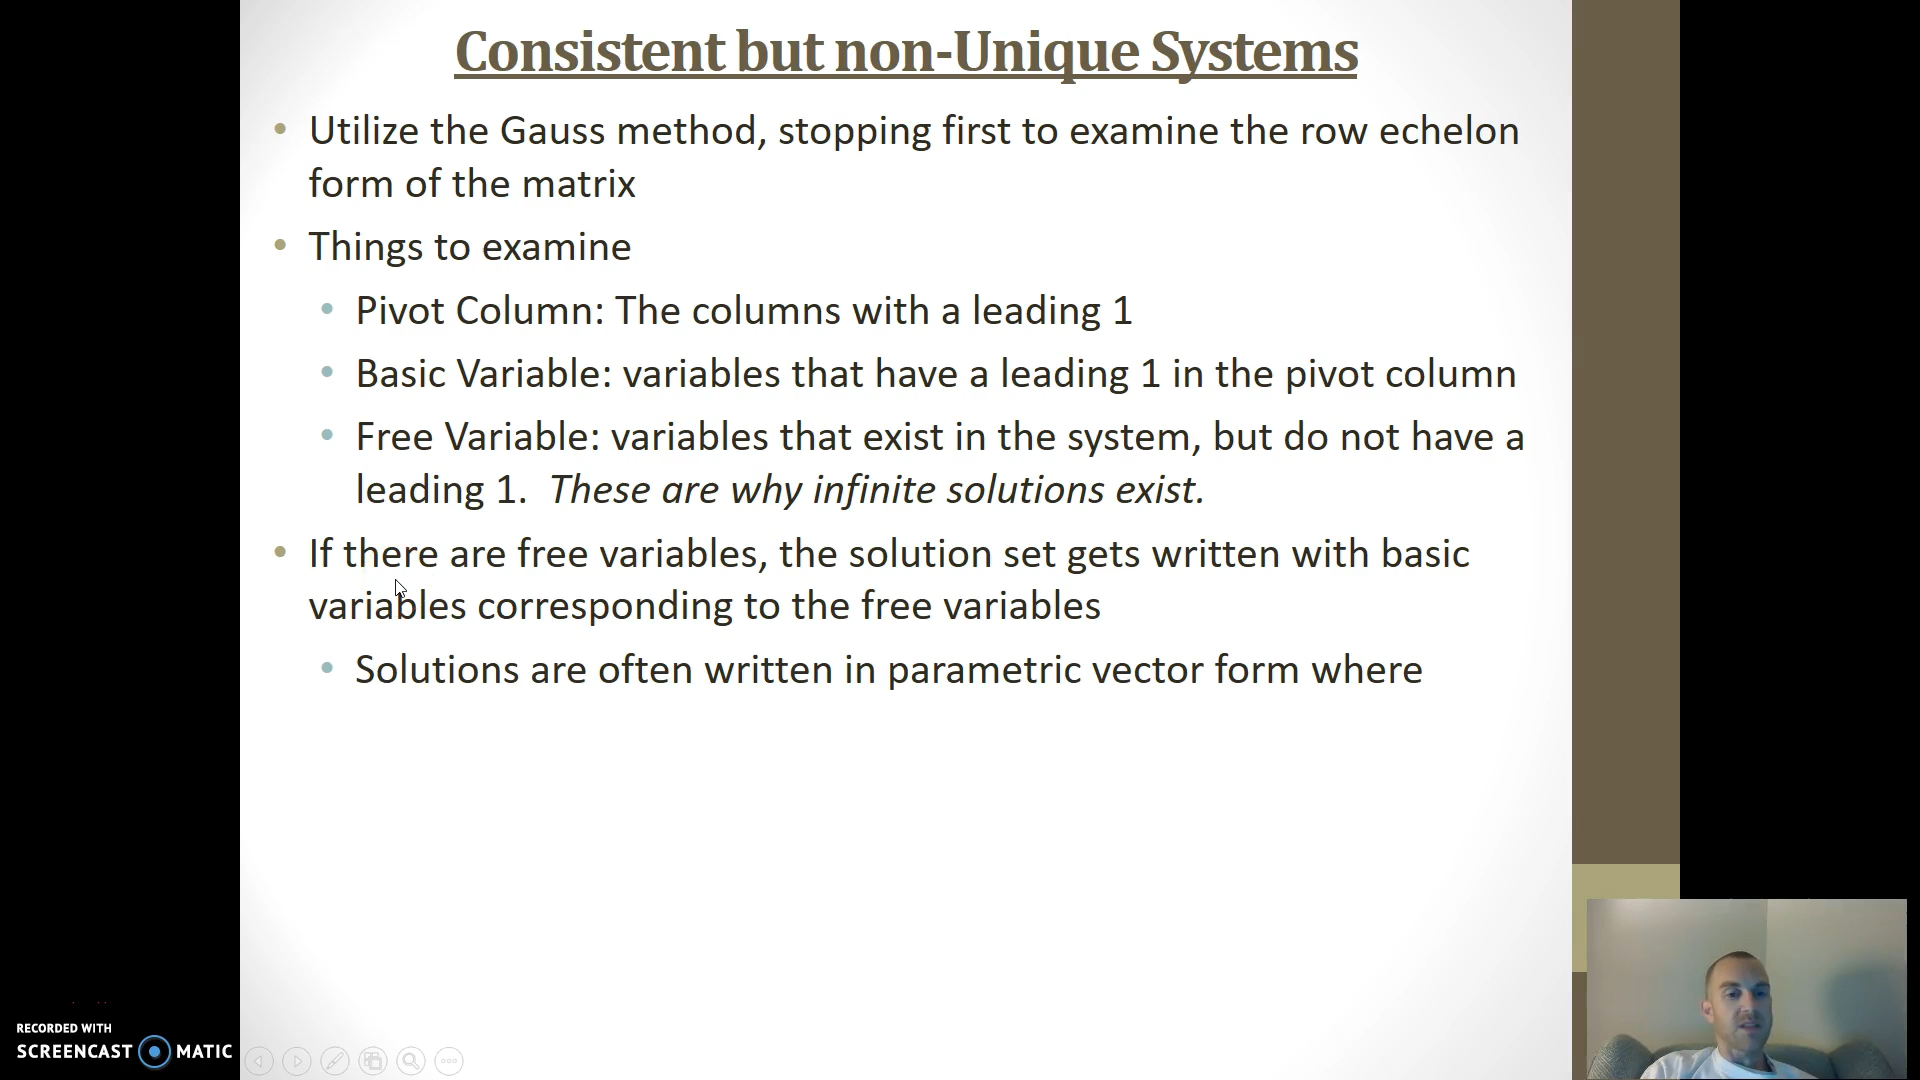 Consistent but non-Unique Systems
• Utilize the Gauss method, stopping first to examine the row echelon
form of the matrix
• Things to examine
• Pivot Column: The columns with a leading 1
• Basic Variable: variables that have a leading 1 in the pivot column
• Free Variable: variables that exist in the system, but do not have a
leading 1. These are why infinite solutions exist.
• If there are free variables, the solution set gets written with basic
variables corresponding to the free variables
• Solutions are often written in parametric vector form where
RECORDED WITH
SCREENCAST MATIC